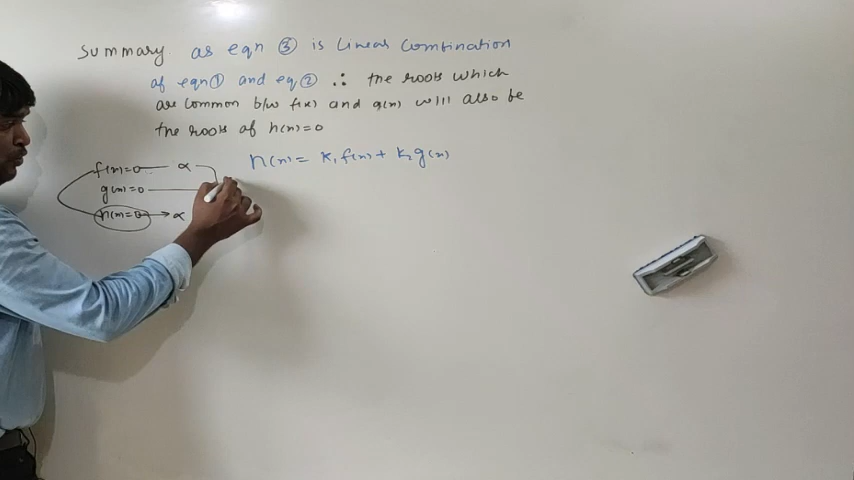 Summary. as eqn ③ is linear combination
of eqn① and eq② ∴ the roots which
are common b/w f(x) and g(x) will also be
the roots of h(x)=0
h(x) = k₁f(x) + k₂g(x)
f(x)=0 α
g(x)=0
h(x)=0 → α